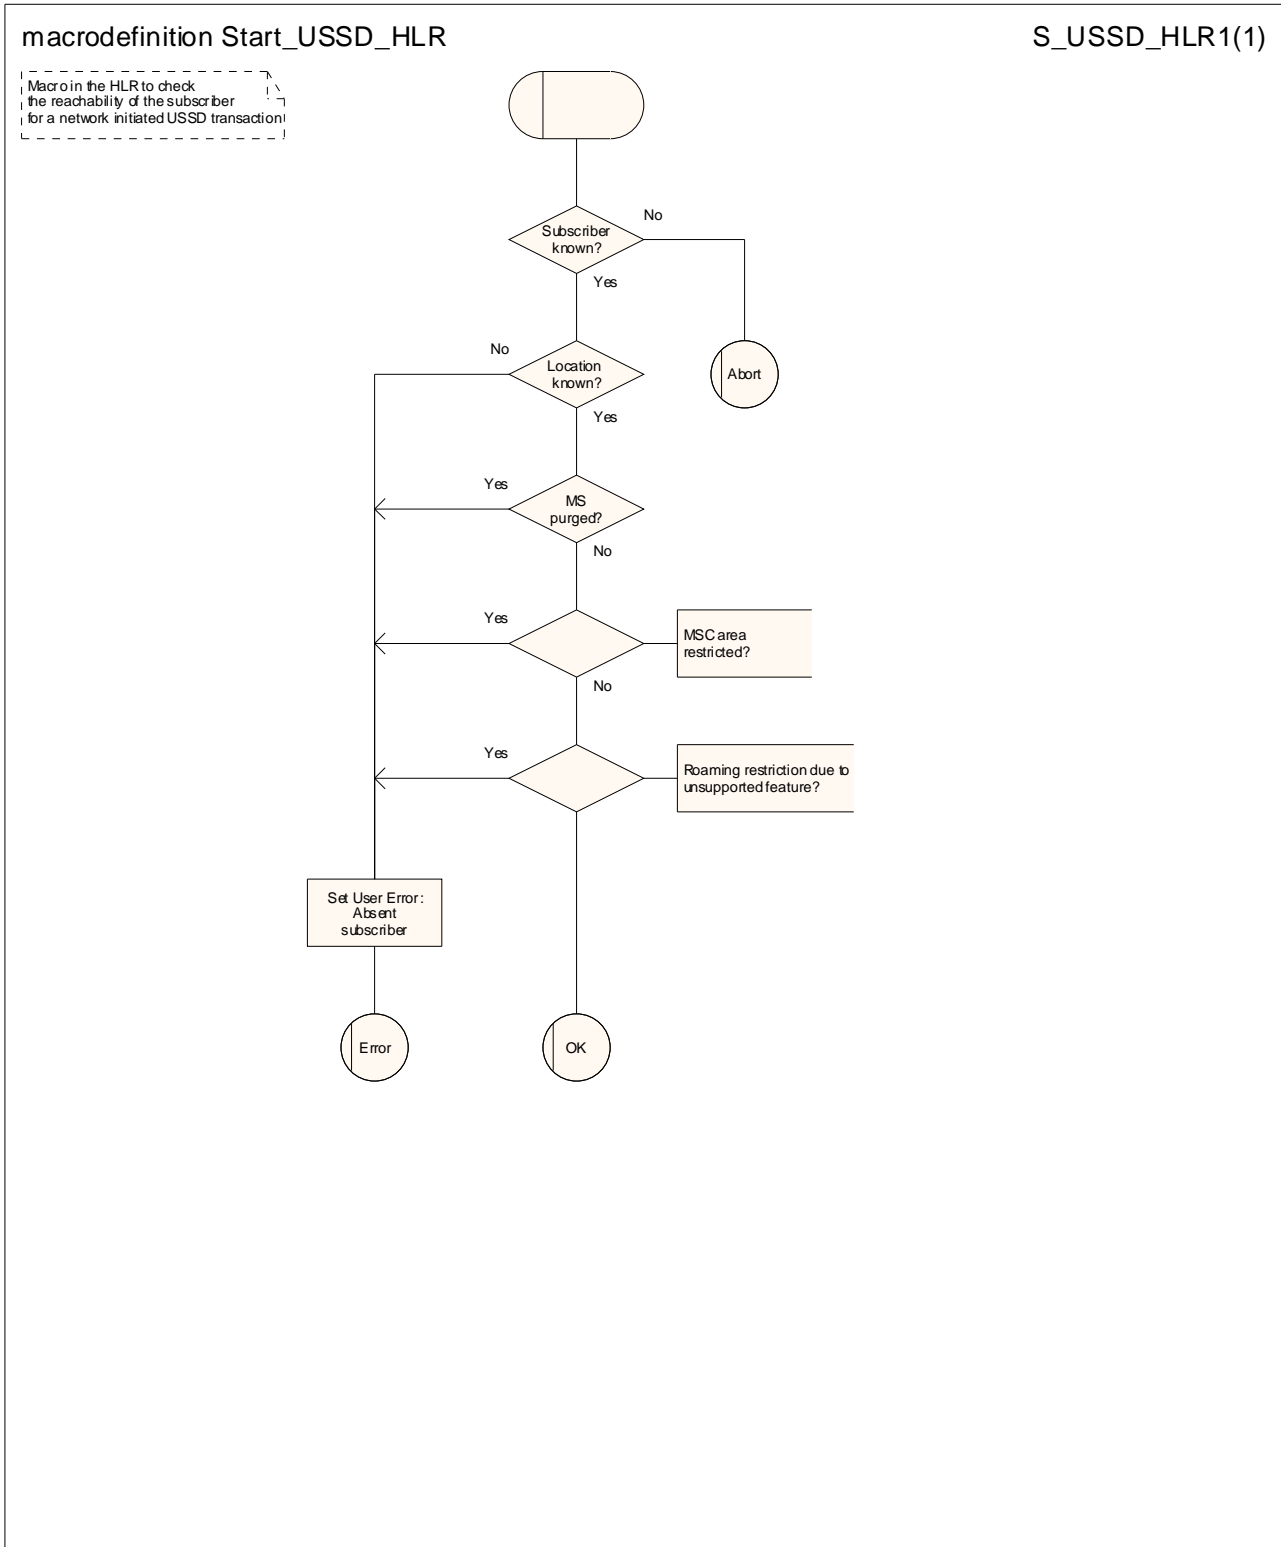 macrodefinition Start_USSD_HLR
S_USSD_HLR1(1)
Macro in the HLR to check
the reachability of the subscriber
for a network initiated USSD transaction
Subscriber
known?
No
Yes
No
Location
known?
Abort
Yes
Yes
MS
purged?
No
Yes
MSC area
restricted?
No
Yes
Roaming restriction due to
unsupported feature?
Set User Error:
Absent
subscriber
Error
OK